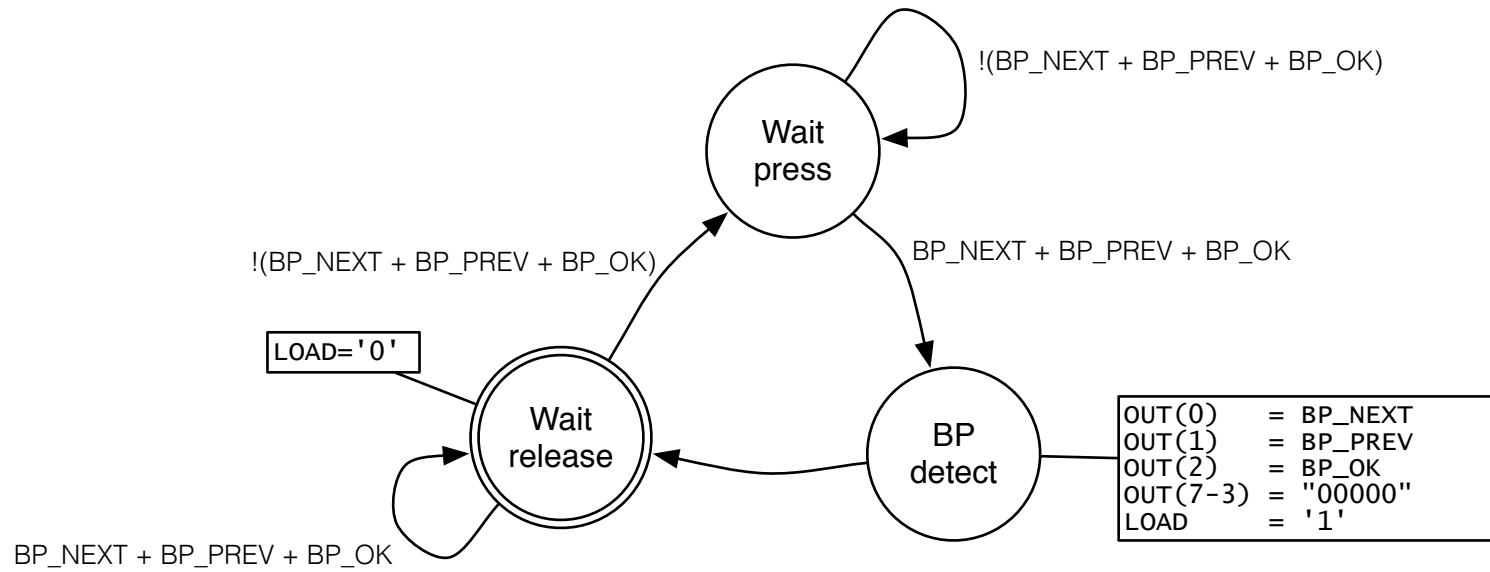 !(BP_NEXT + BP_PREV + BP_OK)
Wait
press
!(BP_NEXT + BP_PREV + BP_OK)
BP_NEXT + BP_PREV + BP_OK
LOAD='0'
Wait
release
BP
detect
OUT(0)   = BP_NEXT
OUT(1)   = BP_PREV
OUT(2)   = BP_OK
OUT(7-3) = "00000"
LOAD     = '1'
BP_NEXT + BP_PREV + BP_OK